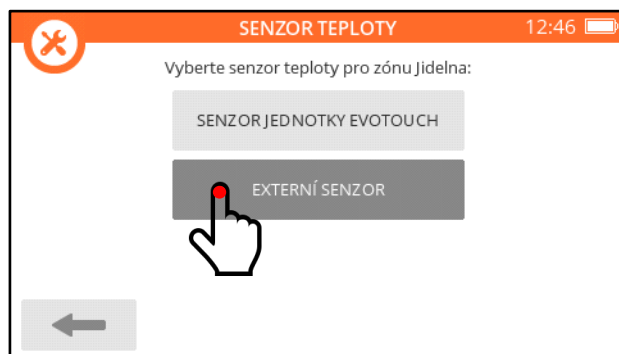 SENZOR TEPLOTY 12:46
Vyberte senzor teploty pro zónu Jidelna:
SENZOR JEDNOTKY EVOTOUCH
EXTERNÍ SENZOR